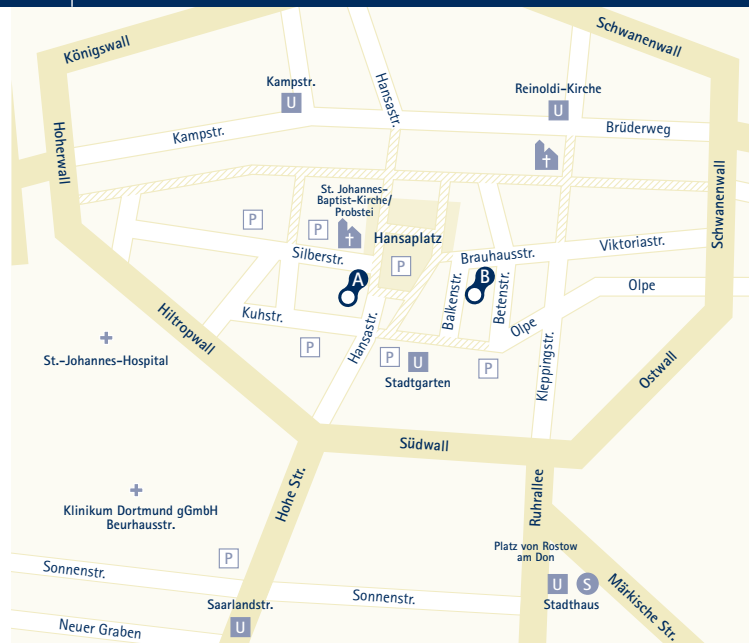 Königswall
Schwanenwall
Kampstr.
U
Hansastr.
Reinoldi-Kirche
U
Hoherwall
Kampstr.
Brüderweg
St. Johannes-
Baptist-Kirche/
Probstei
Schwanenwall
P
P
Hansaplatz
Viktoriastr.
Silberstr.
P
Brauhausstr.
A
B
Olpe
Balkenstr.
Betenstr.
Kuhstr.
Hiltropwall
Hansastr.
Olpe
Kleppingstr.
St.-Johannes-Hospital
P
P
U
P
Stadtgarten
Ostwall
Südwall
Hohe Str.
Ruhrallee
Klinikum Dortmund gGmbH
Beurhausstr.
P
Platz von Rostow
am Don
Sonnenstr.
Sonnenstr.
U
S
Stadthaus
Märkische Str.
Saarlandstr.
U
Neuer Graben